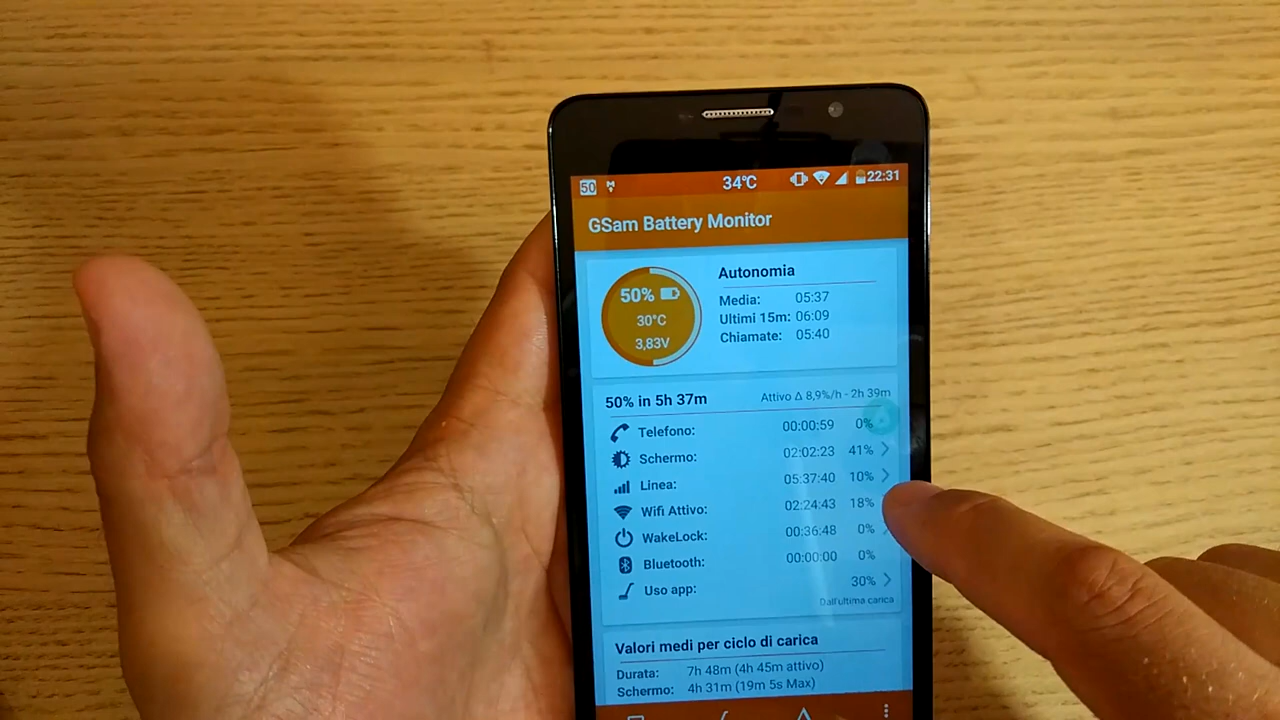 50 34℃ 22:31
GSam Battery Monitor
50%
30°C
3,83V
Autonomia
Media: 05:37
Ultimi 15m: 06:09
Chiamate: 05:40
50% in 5h 37m Attivo Δ 8,9%/h - 2h 39m
Telefono: 00:00:59 0%
Schermo: 02:02:23 41%
Linea: 05:37:40 10%
Wifi Attivo: 02:24:43 18%
WakeLock: 00:36:48 0%
Bluetooth: 00:00:00 0%
Uso app: 30%
Dall'ultima carica
Valori medi per ciclo di carica
Durata: 7h 48m (4h 45m attivo)
Schermo: 4h 31m (19m 5s Max)